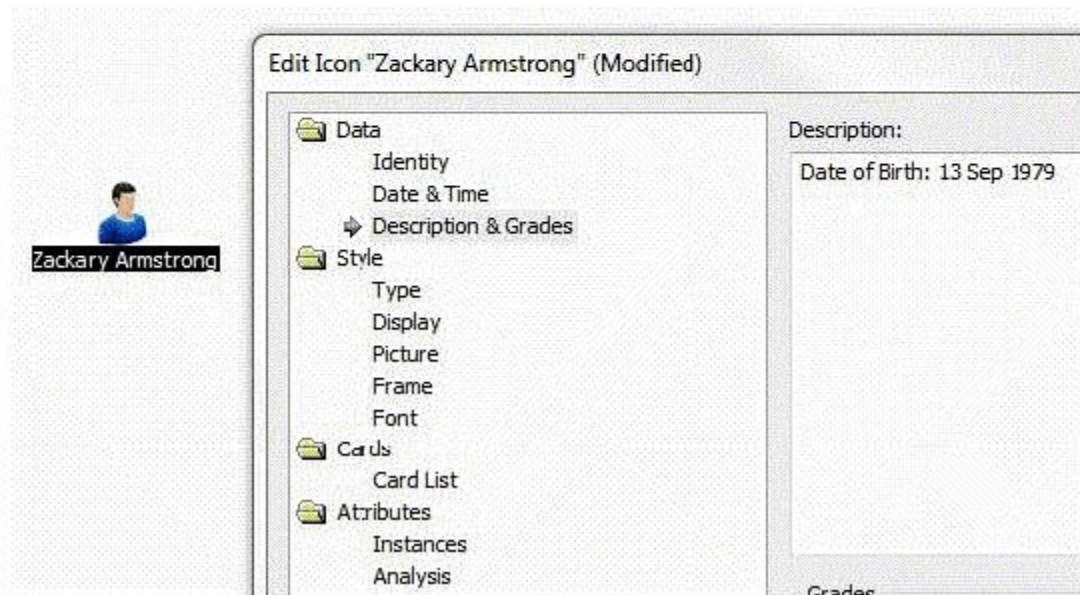 Edit Icon "Zackary Armstrong" (Modified)
Data
Identity
Date & Time
Description & Grades
Style
Type
Display
Picture
Frame
Font
Cards
Card List
Attributes
Instances
Analysis
Description:
Date of Birth: 13 Sep 1979
Grades
Zackary Armstrong